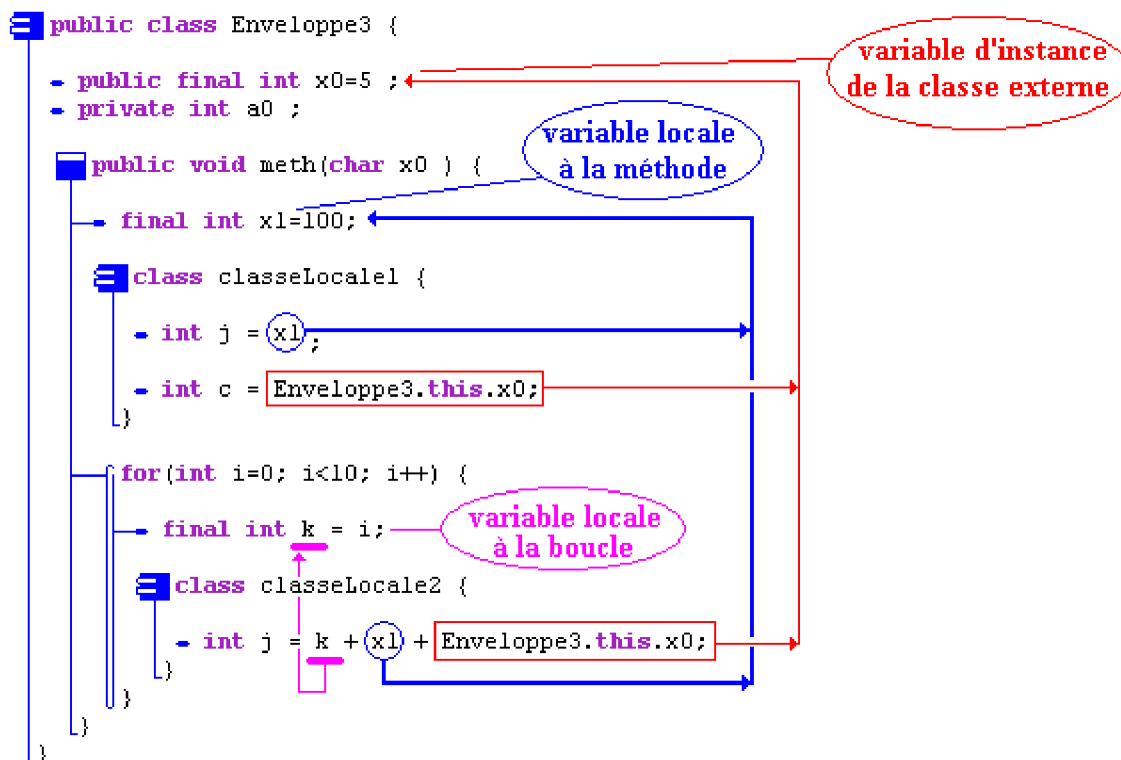 public class Enveloppe3 {
variable d'instance
de la classe externe
public final int x0=5 ;
private int a0 ;
variable locale
à la méthode
public void meth(char x0 ) {
final int x1=100;
class classeLocale1 {
int j = x1 ;
int c = Enveloppe3.this.x0;
}
for(int i=0; i<10; i++) {
final int k = i;
variable locale
à la boucle
class classeLocale2 {
int j = k + x1 + Enveloppe3.this.x0;
}
}
}
}